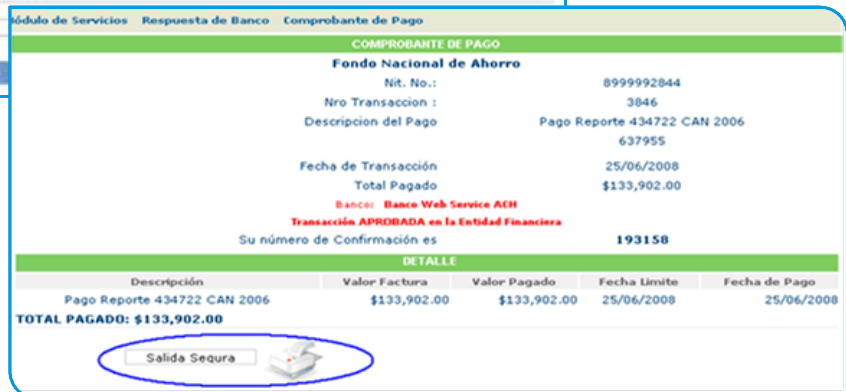 Módulo de Servicios Respuesta de Banco Comprobante de Pago
COMPROBANTE DE PAGO
Fondo Nacional de Ahorro
Nit. No.: 8999992844
Nro Transaccion : 3846
Descripcion del Pago Pago Reporte 434722 CAN 2006
637955
Fecha de Transacción 25/06/2008
Total Pagado $133,902.00
Banco: Banco Web Service ACH
Transacción APROBADA en la Entidad Financiera
Su número de Confirmación es 193158
DETALLE
Descripción Valor Factura Valor Pagado Fecha Limite Fecha de Pago
Pago Reporte 434722 CAN 2006 $133,902.00 $133,902.00 25/06/2008 25/06/2008
TOTAL PAGADO: $133,902.00
Salida Segura